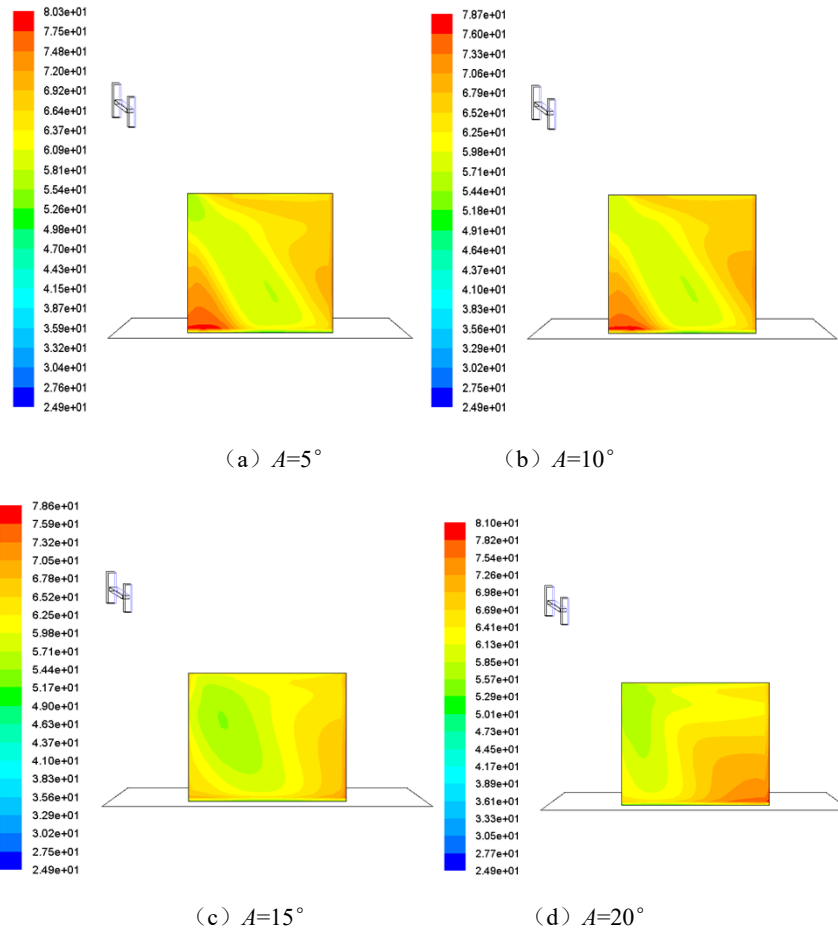 8.03e+01
7.75e+01
7.48e+01
7.20e+01
6.92e+01
6.64e+01
6.37e+01
6.09e+01
5.81e+01
5.54e+01
5.26e+01
4.98e+01
4.70e+01
4.43e+01
4.15e+01
3.87e+01
3.59e+01
3.32e+01
3.04e+01
2.76e+01
2.49e+01
（a）A=5°
7.87e+01
7.60e+01
7.33e+01
7.06e+01
6.79e+01
6.52e+01
6.25e+01
5.98e+01
5.71e+01
5.44e+01
5.18e+01
4.91e+01
4.64e+01
4.37e+01
4.10e+01
3.83e+01
3.56e+01
3.29e+01
3.02e+01
2.75e+01
2.49e+01
（b）A=10°
7.86e+01
7.59e+01
7.32e+01
7.05e+01
6.78e+01
6.52e+01
6.25e+01
5.98e+01
5.71e+01
5.44e+01
5.17e+01
4.90e+01
4.63e+01
4.37e+01
4.10e+01
3.83e+01
3.56e+01
3.29e+01
3.02e+01
2.75e+01
2.49e+01
（c）A=15°
8.10e+01
7.82e+01
7.54e+01
7.26e+01
6.98e+01
6.69e+01
6.41e+01
6.13e+01
5.85e+01
5.57e+01
5.29e+01
5.01e+01
4.73e+01
4.45e+01
4.17e+01
3.89e+01
3.61e+01
3.33e+01
3.05e+01
2.77e+01
2.49e+01
（d）A=20°